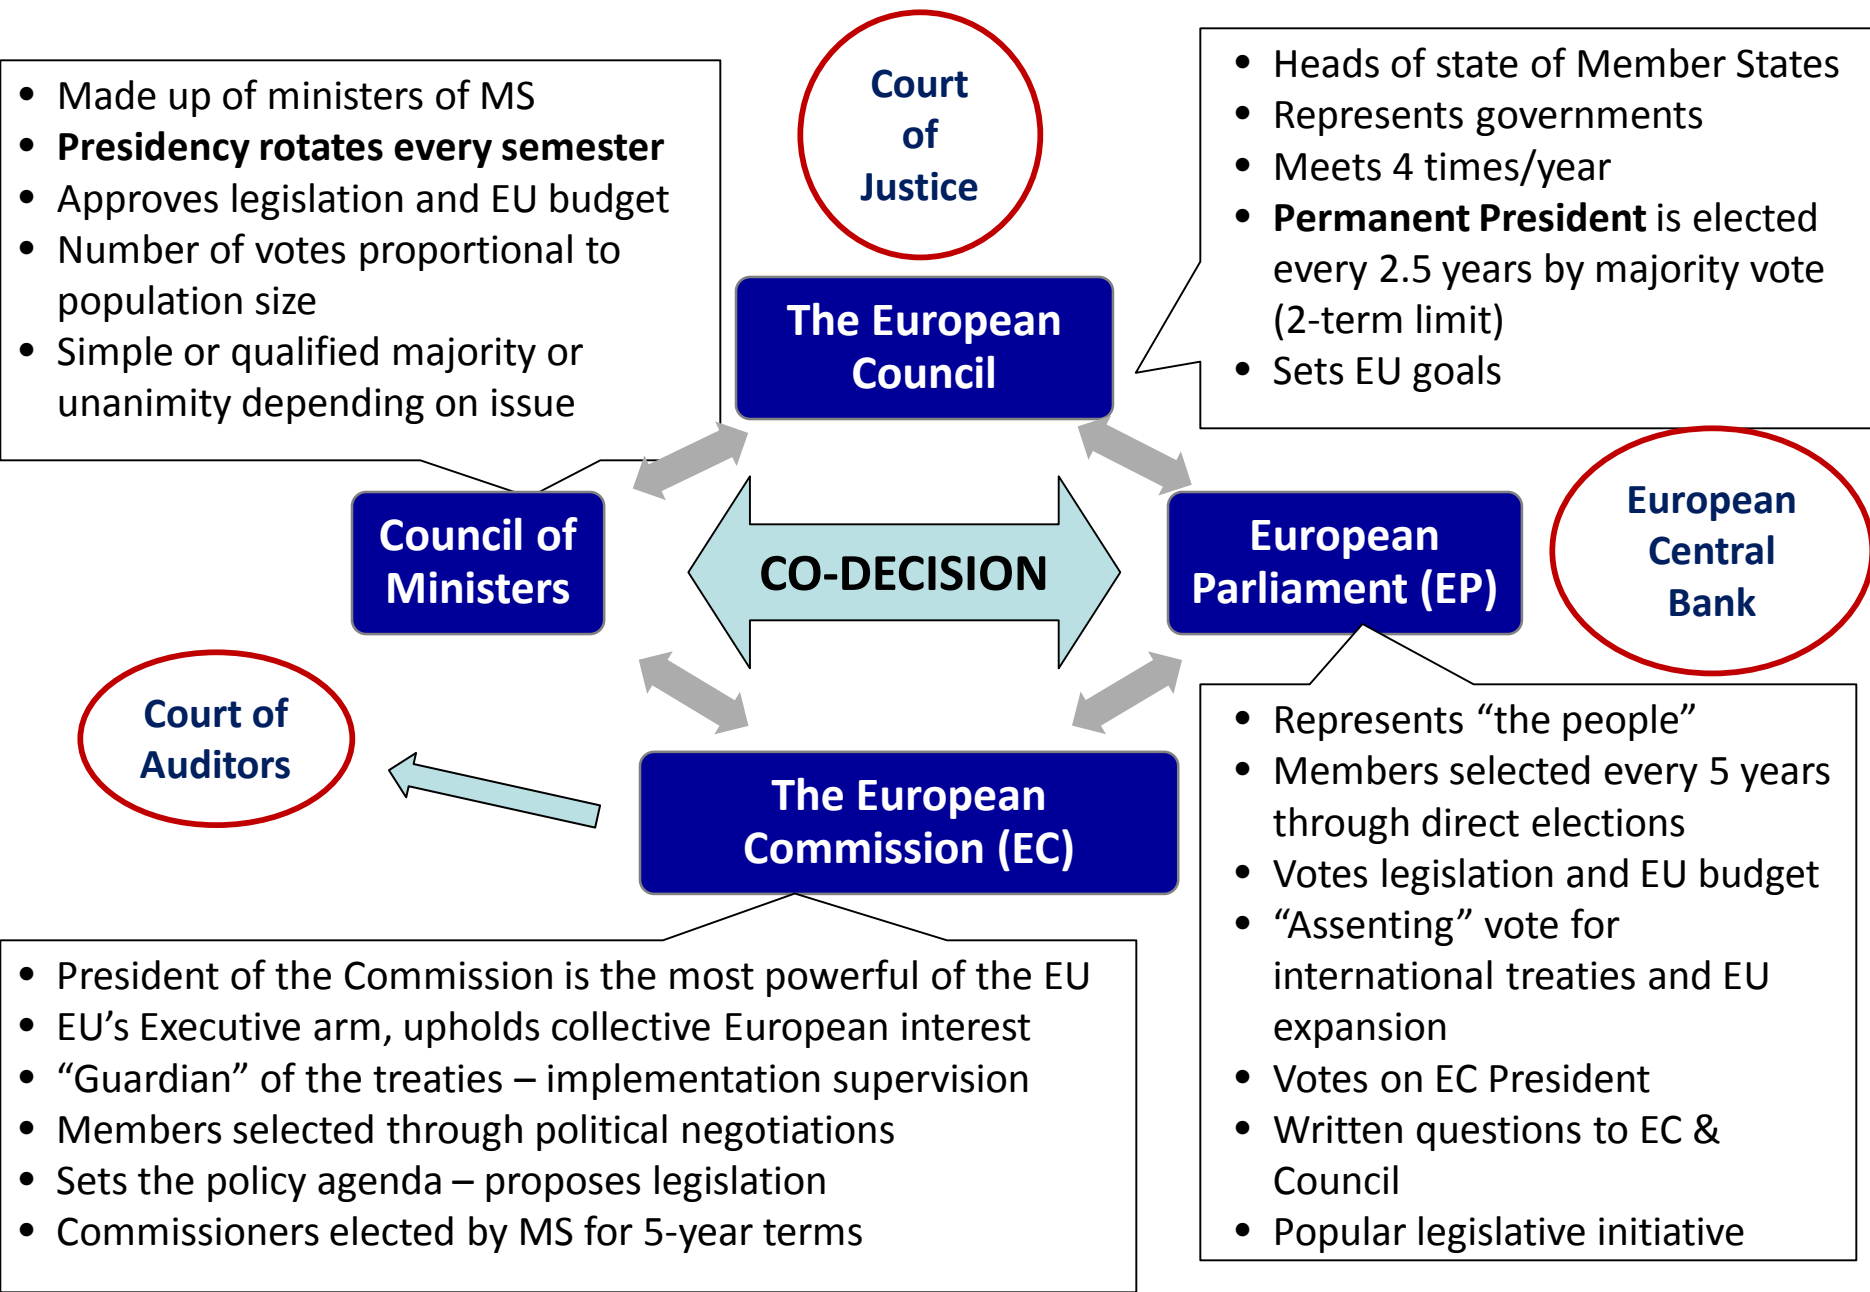 • Made up of ministers of MS
• Presidency rotates every semester
• Approves legislation and EU budget
• Number of votes proportional to
population size
• Simple or qualified majority or
unanimity depending on issue
Court
of
Justice
• Heads of state of Member States
• Represents governments
• Meets 4 times/year
• Permanent President is elected
every 2.5 years by majority vote
(2-term limit)
• Sets EU goals
The European
Council
Council of
Ministers
CO-DECISION
European
Parliament (EP)
European
Central
Bank
Court of
Auditors
The European
Commission (EC)
• Represents “the people”
• Members selected every 5 years
through direct elections
• Votes legislation and EU budget
• “Assenting” vote for
international treaties and EU
expansion
• Votes on EC President
• Written questions to EC &
Council
• Popular legislative initiative
• President of the Commission is the most powerful of the EU
• EU’s Executive arm, upholds collective European interest
• “Guardian” of the treaties – implementation supervision
• Members selected through political negotiations
• Sets the policy agenda – proposes legislation
• Commissioners elected by MS for 5-year terms